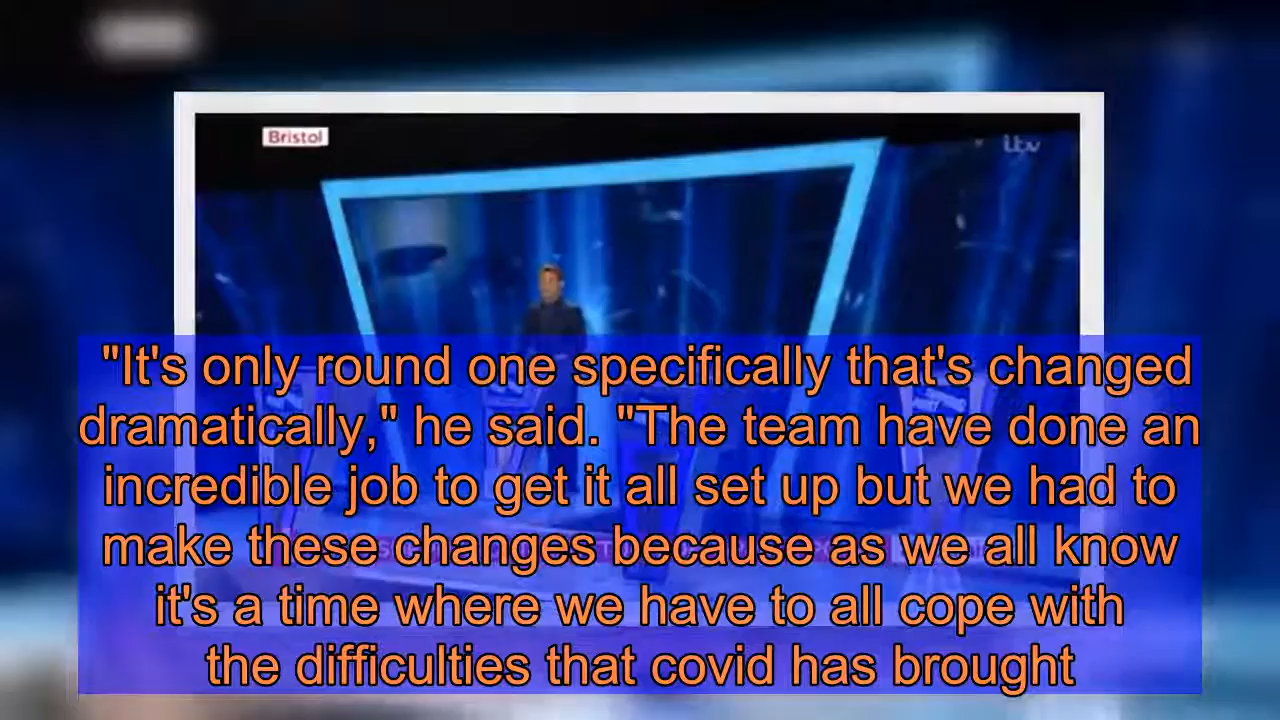 Bristol
itv
"It's only round one specifically that's changed
dramatically," he said. "The team have done an
incredible job to get it all set up but we had to
make these changes because as we all know
it's a time where we have to all cope with
the difficulties that covid has brought